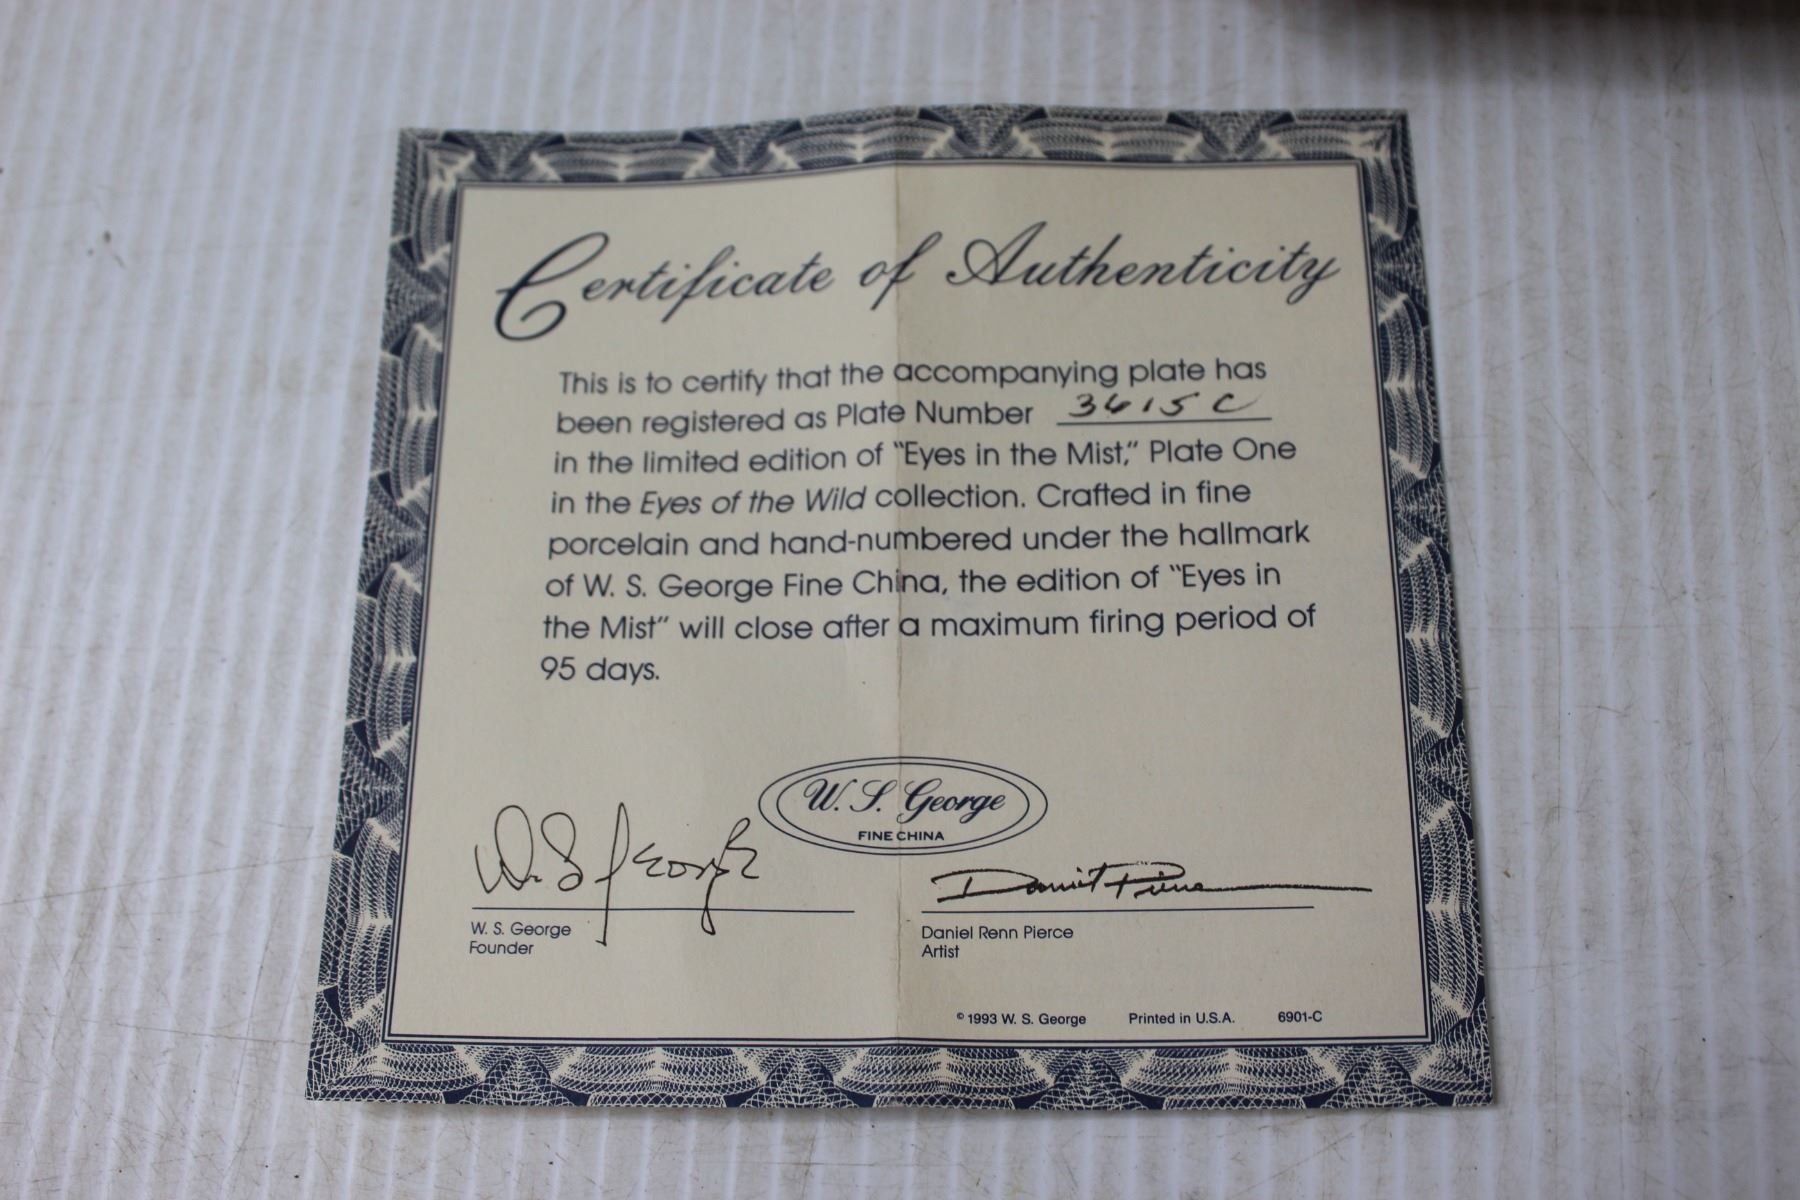 Certificate of Authenticity
This is to certify that the accompanying plate has
been registered as Plate Number 3615 C
in the limited edition of "Eyes in the Mist," Plate One
in the Eyes of the Wild collection. Crafted in fine
porcelain and hand-numbered under the hallmark
of W. S. George Fine China, the edition of "Eyes in
the Mist" will close after a maximum firing period of
95 days.
W. S. George
FINE CHINA
W. S. George
Daniel Pierce
W. S. George
Founder
Daniel Renn Pierce
Artist
© 1993 W. S. George Printed in U.S.A. 6901-C